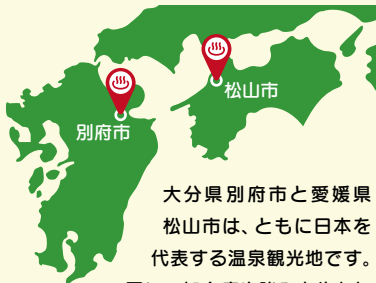 松山市
別府市
大分県別府市と愛媛県
松山市は、ともに日本を
代表する温泉観光地です。